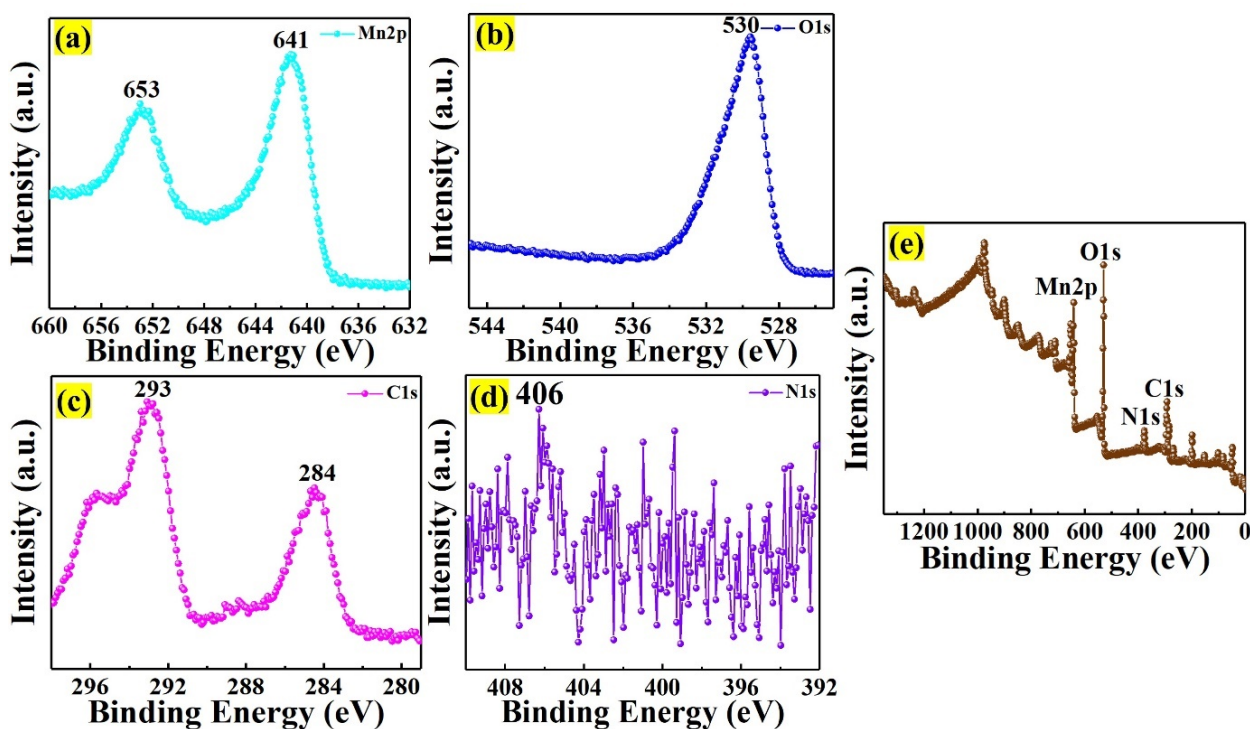 (a)
Mn2p
653
641
Intensity (a.u.)
660 656 652 648 644 640 636 632
Binding Energy (eV)
(b)
530
O1s
Intensity (a.u.)
544 540 536 532 528
Binding Energy (eV)
(c)
293
C1s
284
Intensity (a.u.)
296 292 288 284 280
Binding Energy (eV)
(d)
406
N1s
Intensity (a.u.)
408 404 400 396 392
Binding Energy (eV)
(e)
O1s
Mn2p
C1s
N1s
Intensity (a.u.)
1200 1000 800 600 400 200 0
Binding Energy (eV)